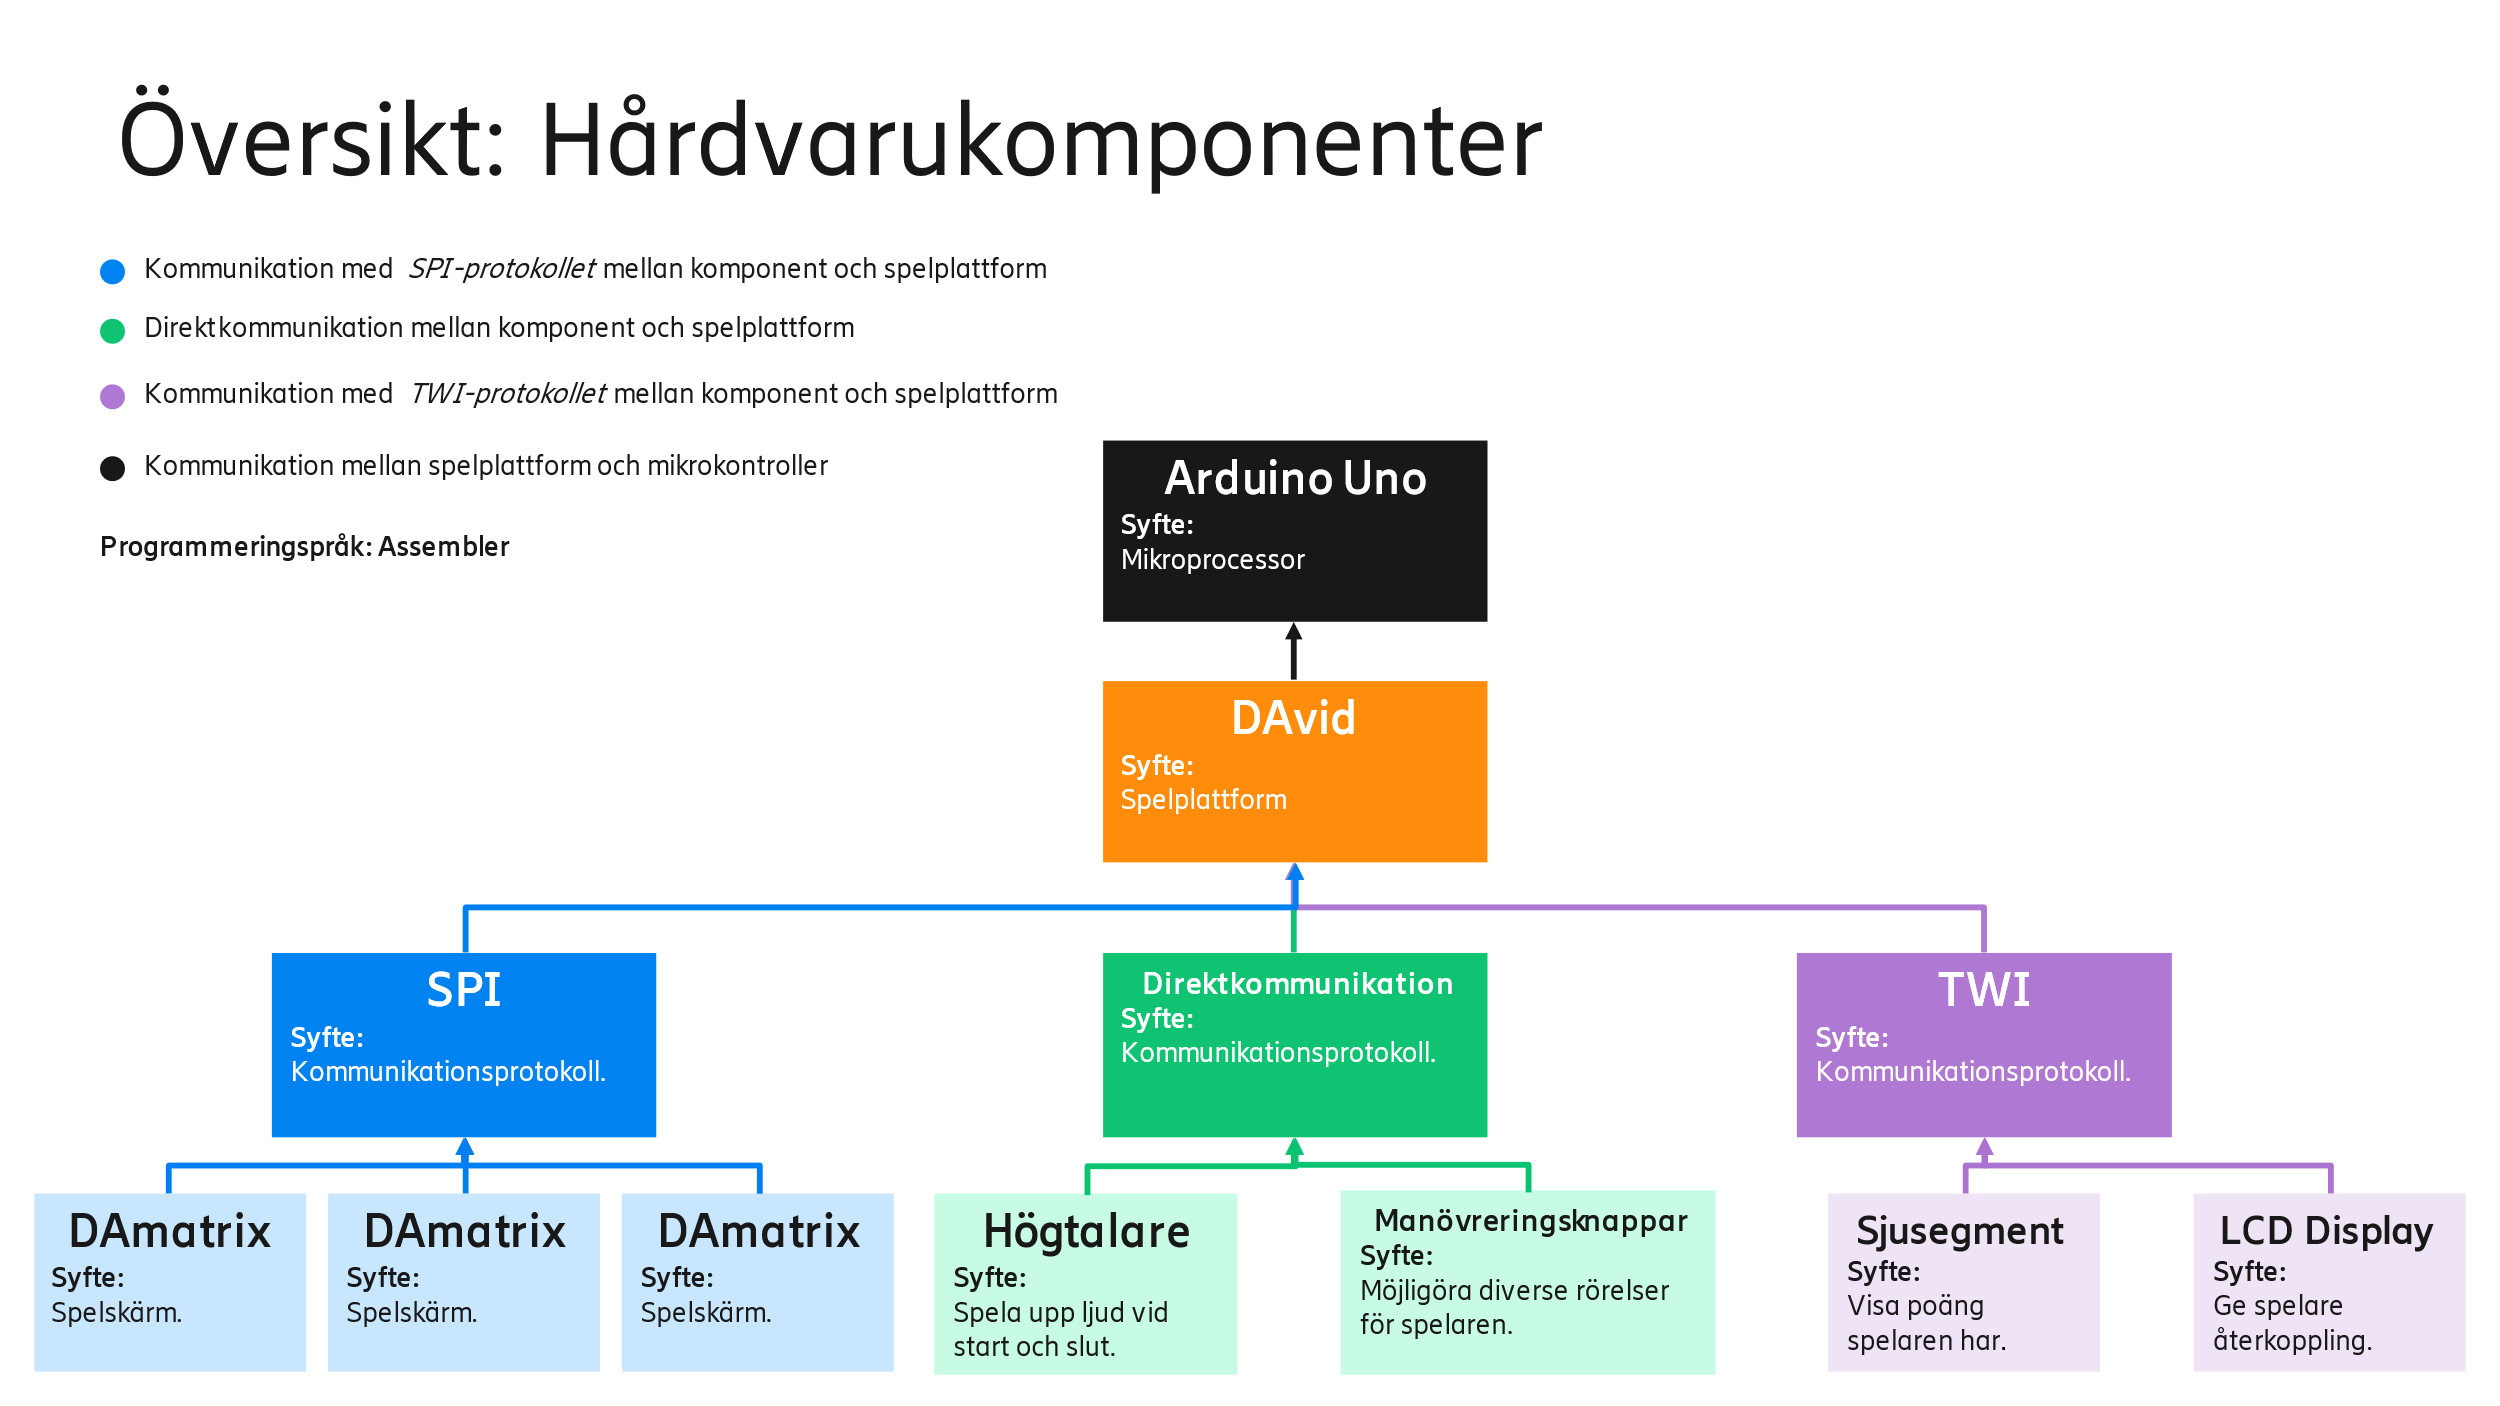 Översikt: Hårdvarukomponenter
Kommunikation med SPI-protokollet mellan komponent och spelplattform
Direktkommunikation mellan komponent och spelplattform
Kommunikation med TWI-protokollet mellan komponent och spelplattform
Kommunikation mellan spelplattform och mikrokontroller
Programmeringspråk: Assembler
Arduino Uno
Syfte:
Mikroprocessor
DAvid
Syfte:
Spelplattform
SPI
Syfte:
Kommunikationsprotokoll.
Direktkommunikation
Syfte:
Kommunikationsprotokoll.
TWI
Syfte:
Kommunikationsprotokoll.
DAmatrix
Syfte:
Spelskärm.
DAmatrix
Syfte:
Spelskärm.
DAmatrix
Syfte:
Spelskärm.
Högtalare
Syfte:
Spela upp ljud vid
start och slut.
Manövreringsknappar
Syfte:
Möjligöra diverse rörelser
för spelaren.
Sjusegment
Syfte:
Visa poäng
spelaren har.
LCD Display
Syfte:
Ge spelare
återkoppling.